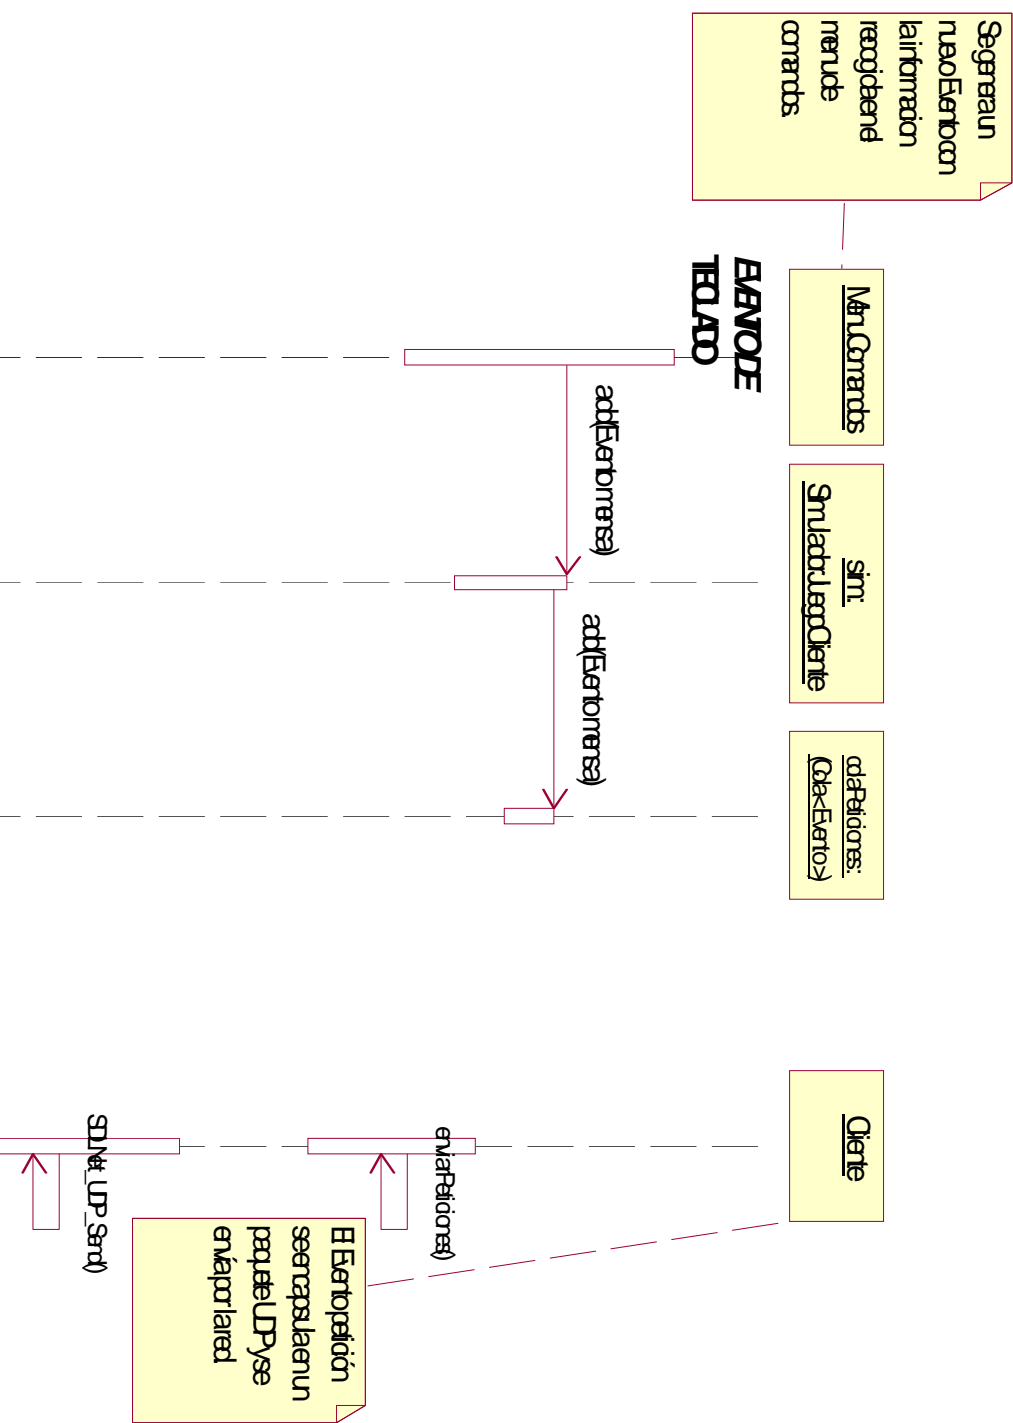 Se genera un
nuevo Evento con
la informacion
recogida en el
menu de
comandos.
EVENTO DE
TECLADO
MenuComandos
sim:
SimuladorJuegoCliente
colaPeticiones:
(Cola<Evento>)
Cliente
add(Evento mensa)
add(Evento mensa)
enviarPeticiones()
El Evento petición
se encapsula en un
paquete UDP y se
envía por la red.
SDLNet_UDP_Send()